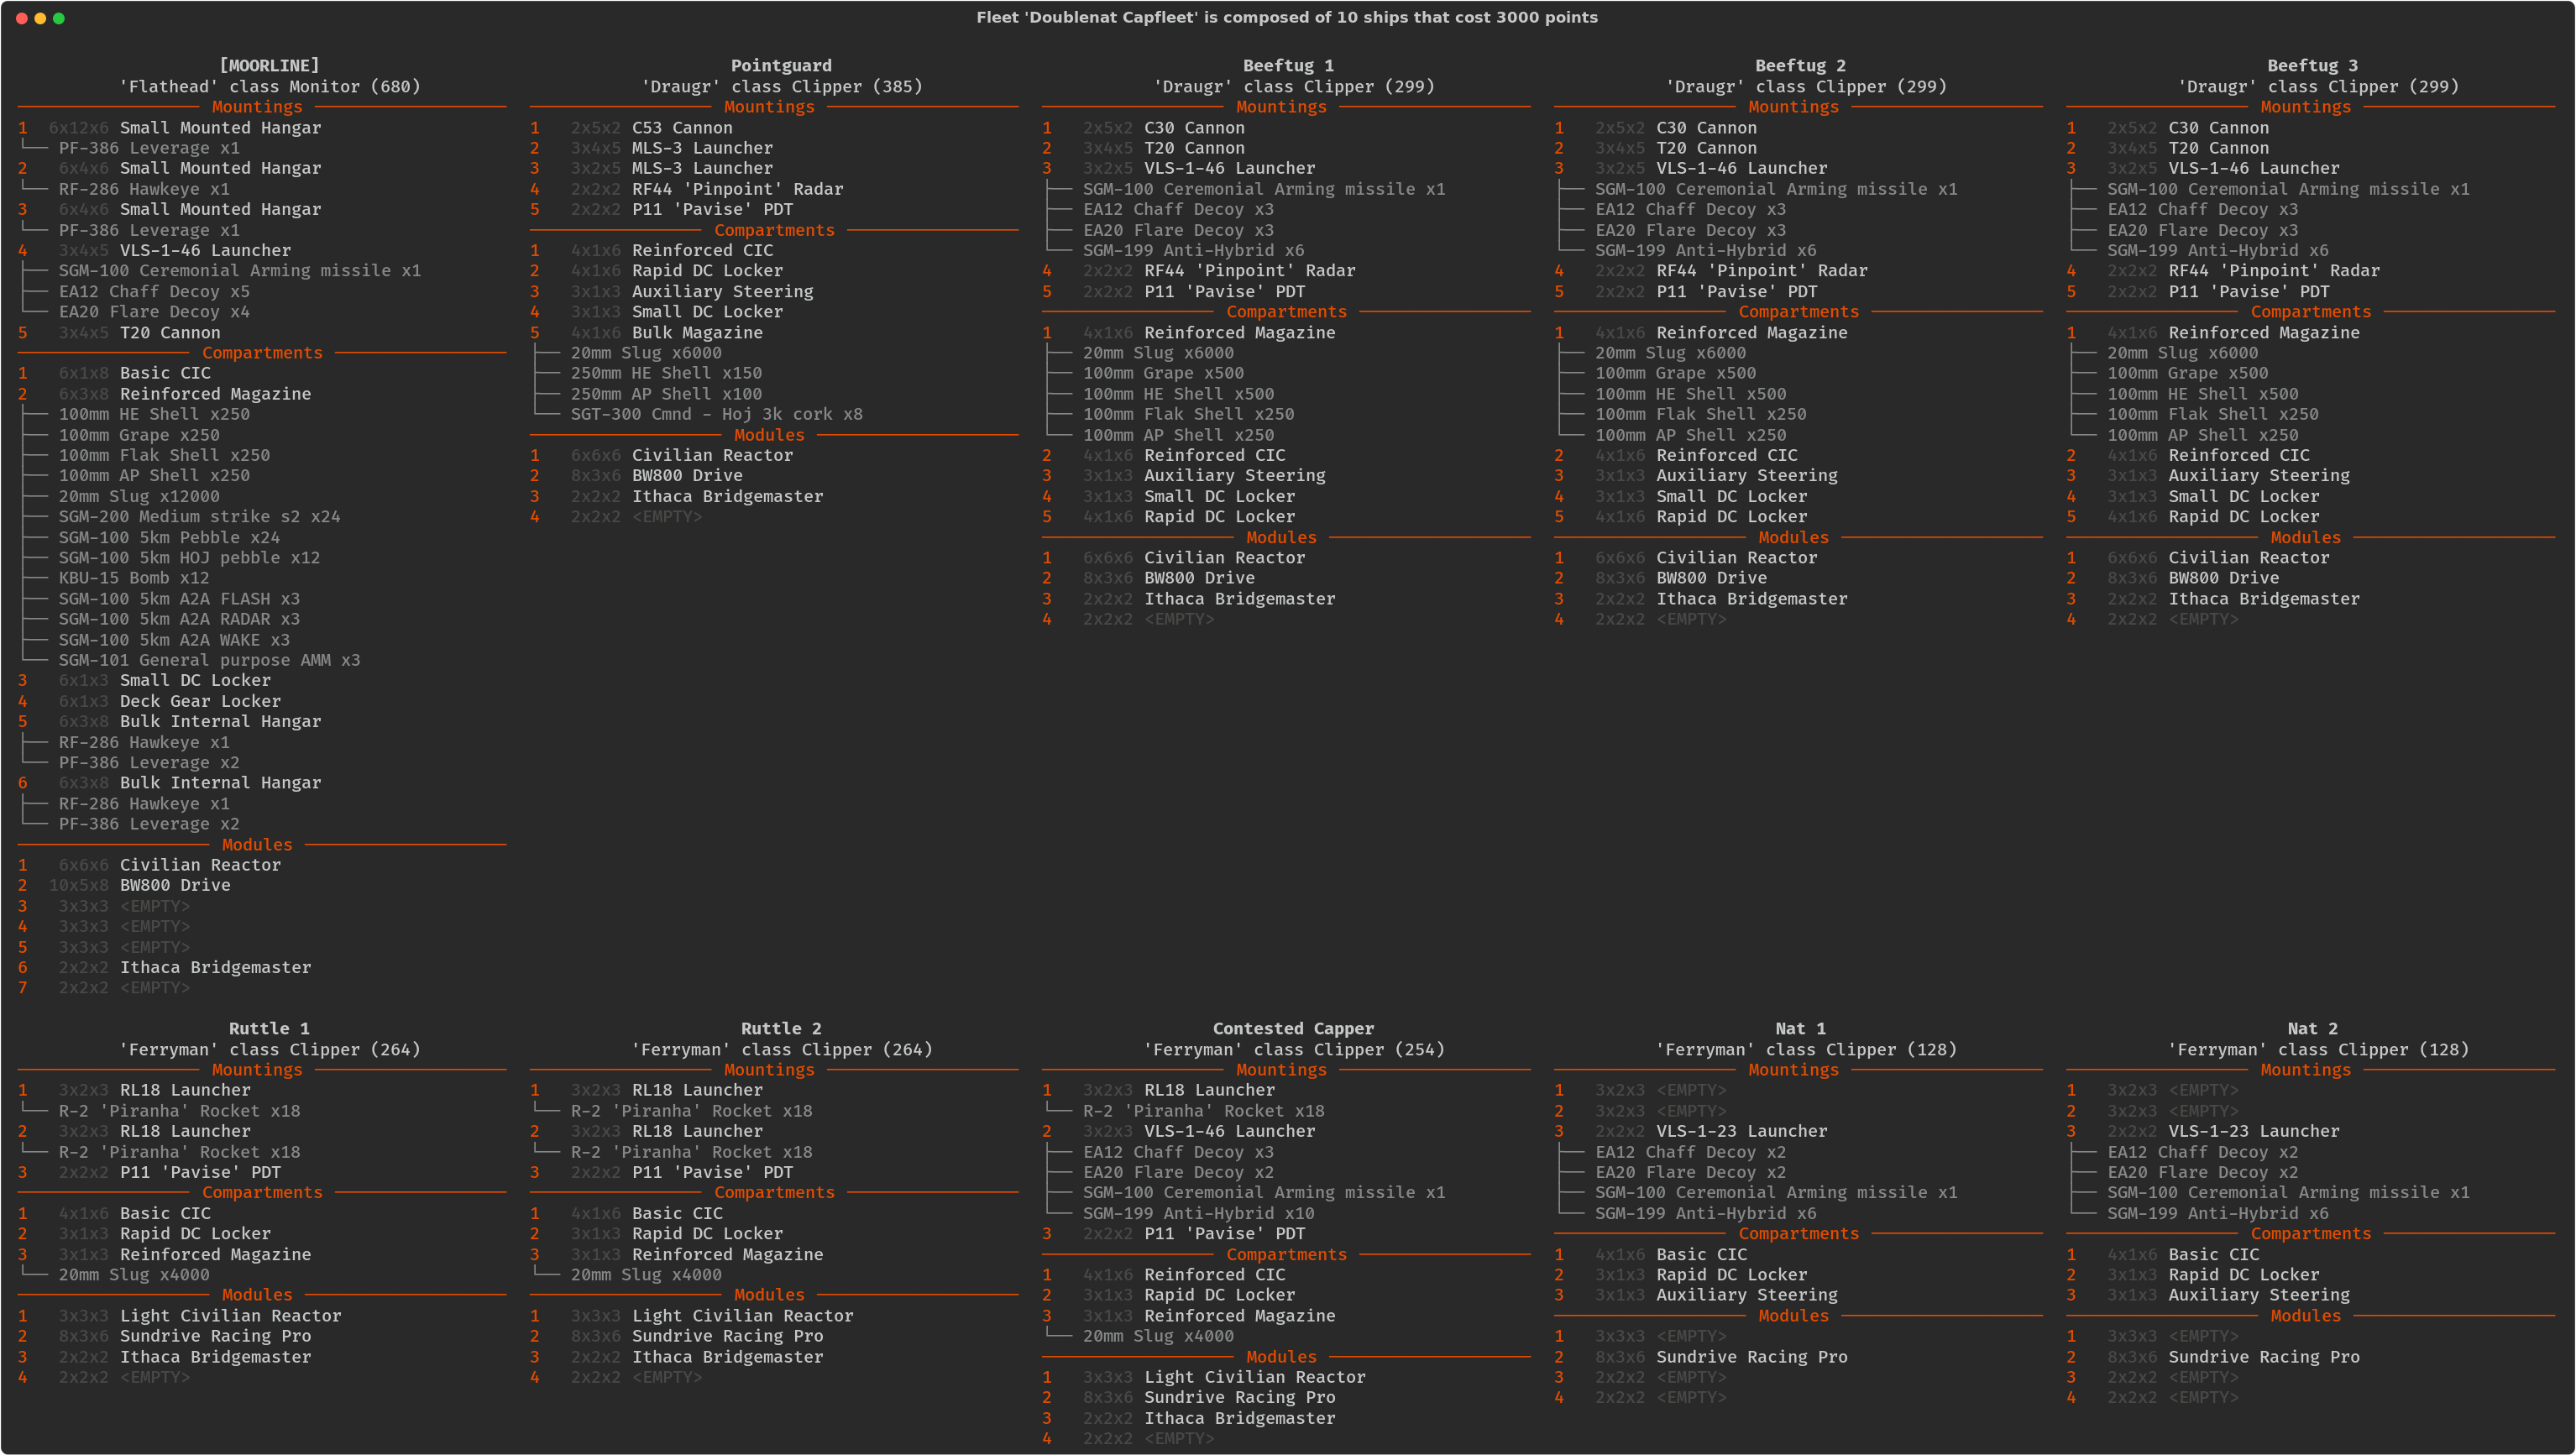 Fleet 'Doublenat Capfleet' is composed of 10 ships that cost 3000 points
[MOORLINE]
'Flathead' class Monitor (680)
Mountings
1 6x12x6 Small Mounted Hangar
PF-386 Leverage x1
2 6x4x6 Small Mounted Hangar
RF-286 Hawkeye x1
3 6x4x6 Small Mounted Hangar
PF-386 Leverage x1
4 3x4x5 VLS-1-46 Launcher
SGM-100 Ceremonial Arming missile x1
EA12 Chaff Decoy x5
EA20 Flare Decoy x4
5 3x4x5 T20 Cannon
Compartments
1 6x1x8 Basic CIC
2 6x3x8 Reinforced Magazine
100mm HE Shell x250
100mm Grape x250
100mm Flak Shell x250
100mm AP Shell x250
20mm Slug x12000
SGM-200 Medium strike s2 x24
SGM-100 5km Pebble x24
SGM-100 5km HOJ pebble x12
KBU-15 Bomb x12
SGM-100 5km A2A FLASH x3
SGM-100 5km A2A RADAR x3
SGM-100 5km A2A WAKE x3
SGM-101 General purpose AMM x3
3 6x1x3 Small DC Locker
4 6x1x3 Deck Gear Locker
5 6x3x8 Bulk Internal Hangar
RF-286 Hawkeye x1
PF-386 Leverage x2
6 6x3x8 Bulk Internal Hangar
RF-286 Hawkeye x1
PF-386 Leverage x2
Modules
1 6x6x6 Civilian Reactor
2 10x5x8 BW800 Drive
3 3x3x3 <EMPTY>
4 3x3x3 <EMPTY>
5 3x3x3 <EMPTY>
6 2x2x2 Ithaca Bridgemaster
7 2x2x2 <EMPTY>
Pointguard
'Draugr' class Clipper (385)
Mountings
1 2x5x2 C53 Cannon
2 3x4x5 MLS-3 Launcher
3 3x2x5 MLS-3 Launcher
4 2x2x2 RF44 'Pinpoint' Radar
5 2x2x2 P11 'Pavise' PDT
Compartments
1 4x1x6 Reinforced CIC
2 4x1x6 Rapid DC Locker
3 3x1x3 Auxiliary Steering
4 3x1x3 Small DC Locker
5 4x1x6 Bulk Magazine
20mm Slug x6000
250mm HE Shell x150
250mm AP Shell x100
SGT-300 Cmnd - Hoj 3k cork x8
Modules
1 6x6x6 Civilian Reactor
2 8x3x6 BW800 Drive
3 2x2x2 Ithaca Bridgemaster
4 2x2x2 <EMPTY>
Beeftug 1
'Draugr' class Clipper (299)
Mountings
1 2x5x2 C30 Cannon
2 3x4x5 T20 Cannon
3 3x2x5 VLS-1-46 Launcher
SGM-100 Ceremonial Arming missile x1
EA12 Chaff Decoy x3
EA20 Flare Decoy x3
SGM-199 Anti-Hybrid x6
4 2x2x2 RF44 'Pinpoint' Radar
5 2x2x2 P11 'Pavise' PDT
Compartments
1 4x1x6 Reinforced Magazine
20mm Slug x6000
100mm Grape x500
100mm HE Shell x500
100mm Flak Shell x250
100mm AP Shell x250
2 4x1x6 Reinforced CIC
3 3x1x3 Auxiliary Steering
4 3x1x3 Small DC Locker
5 4x1x6 Rapid DC Locker
Modules
1 6x6x6 Civilian Reactor
2 8x3x6 BW800 Drive
3 2x2x2 Ithaca Bridgemaster
4 2x2x2 <EMPTY>
Beeftug 2
'Draugr' class Clipper (299)
Mountings
1 2x5x2 C30 Cannon
2 3x4x5 T20 Cannon
3 3x2x5 VLS-1-46 Launcher
SGM-100 Ceremonial Arming missile x1
EA12 Chaff Decoy x3
EA20 Flare Decoy x3
SGM-199 Anti-Hybrid x6
4 2x2x2 RF44 'Pinpoint' Radar
5 2x2x2 P11 'Pavise' PDT
Compartments
1 4x1x6 Reinforced Magazine
20mm Slug x6000
100mm Grape x500
100mm HE Shell x500
100mm Flak Shell x250
100mm AP Shell x250
2 4x1x6 Reinforced CIC
3 3x1x3 Auxiliary Steering
4 3x1x3 Small DC Locker
5 4x1x6 Rapid DC Locker
Modules
1 6x6x6 Civilian Reactor
2 8x3x6 BW800 Drive
3 2x2x2 Ithaca Bridgemaster
4 2x2x2 <EMPTY>
Beeftug 3
'Draugr' class Clipper (299)
Mountings
1 2x5x2 C30 Cannon
2 3x4x5 T20 Cannon
3 3x2x5 VLS-1-46 Launcher
SGM-100 Ceremonial Arming missile x1
EA12 Chaff Decoy x3
EA20 Flare Decoy x3
SGM-199 Anti-Hybrid x6
4 2x2x2 RF44 'Pinpoint' Radar
5 2x2x2 P11 'Pavise' PDT
Compartments
1 4x1x6 Reinforced Magazine
20mm Slug x6000
100mm Grape x500
100mm HE Shell x500
100mm Flak Shell x250
100mm AP Shell x250
2 4x1x6 Reinforced CIC
3 3x1x3 Auxiliary Steering
4 3x1x3 Small DC Locker
5 4x1x6 Rapid DC Locker
Modules
1 6x6x6 Civilian Reactor
2 8x3x6 BW800 Drive
3 2x2x2 Ithaca Bridgemaster
4 2x2x2 <EMPTY>
Ruttle 1
'Ferryman' class Clipper (264)
Mountings
1 3x2x3 RL18 Launcher
R-2 'Piranha' Rocket x18
2 3x2x3 RL18 Launcher
R-2 'Piranha' Rocket x18
3 2x2x2 P11 'Pavise' PDT
Compartments
1 4x1x6 Basic CIC
2 3x1x3 Rapid DC Locker
3 3x1x3 Reinforced Magazine
20mm Slug x4000
Modules
1 3x3x3 Light Civilian Reactor
2 8x3x6 Sundrive Racing Pro
3 2x2x2 Ithaca Bridgemaster
4 2x2x2 <EMPTY>
Ruttle 2
'Ferryman' class Clipper (264)
Mountings
1 3x2x3 RL18 Launcher
R-2 'Piranha' Rocket x18
2 3x2x3 RL18 Launcher
R-2 'Piranha' Rocket x18
3 2x2x2 P11 'Pavise' PDT
Compartments
1 4x1x6 Basic CIC
2 3x1x3 Rapid DC Locker
3 3x1x3 Reinforced Magazine
20mm Slug x4000
Modules
1 3x3x3 Light Civilian Reactor
2 8x3x6 Sundrive Racing Pro
3 2x2x2 Ithaca Bridgemaster
4 2x2x2 <EMPTY>
Contested Capper
'Ferryman' class Clipper (254)
Mountings
1 3x2x3 RL18 Launcher
R-2 'Piranha' Rocket x18
2 3x2x3 VLS-1-46 Launcher
EA12 Chaff Decoy x3
EA20 Flare Decoy x2
SGM-100 Ceremonial Arming missile x1
SGM-199 Anti-Hybrid x10
3 2x2x2 P11 'Pavise' PDT
Compartments
1 4x1x6 Reinforced CIC
2 3x1x3 Rapid DC Locker
3 3x1x3 Reinforced Magazine
20mm Slug x4000
Modules
1 3x3x3 Light Civilian Reactor
2 8x3x6 Sundrive Racing Pro
3 2x2x2 Ithaca Bridgemaster
4 2x2x2 <EMPTY>
Nat 1
'Ferryman' class Clipper (128)
Mountings
1 3x2x3 <EMPTY>
2 3x2x3 <EMPTY>
3 2x2x2 VLS-1-23 Launcher
EA12 Chaff Decoy x2
EA20 Flare Decoy x2
SGM-100 Ceremonial Arming missile x1
SGM-199 Anti-Hybrid x6
Compartments
1 4x1x6 Basic CIC
2 3x1x3 Rapid DC Locker
3 3x1x3 Auxiliary Steering
Modules
1 3x3x3 <EMPTY>
2 8x3x6 Sundrive Racing Pro
3 2x2x2 <EMPTY>
4 2x2x2 <EMPTY>
Nat 2
'Ferryman' class Clipper (128)
Mountings
1 3x2x3 <EMPTY>
2 3x2x3 <EMPTY>
3 2x2x2 VLS-1-23 Launcher
EA12 Chaff Decoy x2
EA20 Flare Decoy x2
SGM-100 Ceremonial Arming missile x1
SGM-199 Anti-Hybrid x6
Compartments
1 4x1x6 Basic CIC
2 3x1x3 Rapid DC Locker
3 3x1x3 Auxiliary Steering
Modules
1 3x3x3 <EMPTY>
2 8x3x6 Sundrive Racing Pro
3 2x2x2 <EMPTY>
4 2x2x2 <EMPTY>